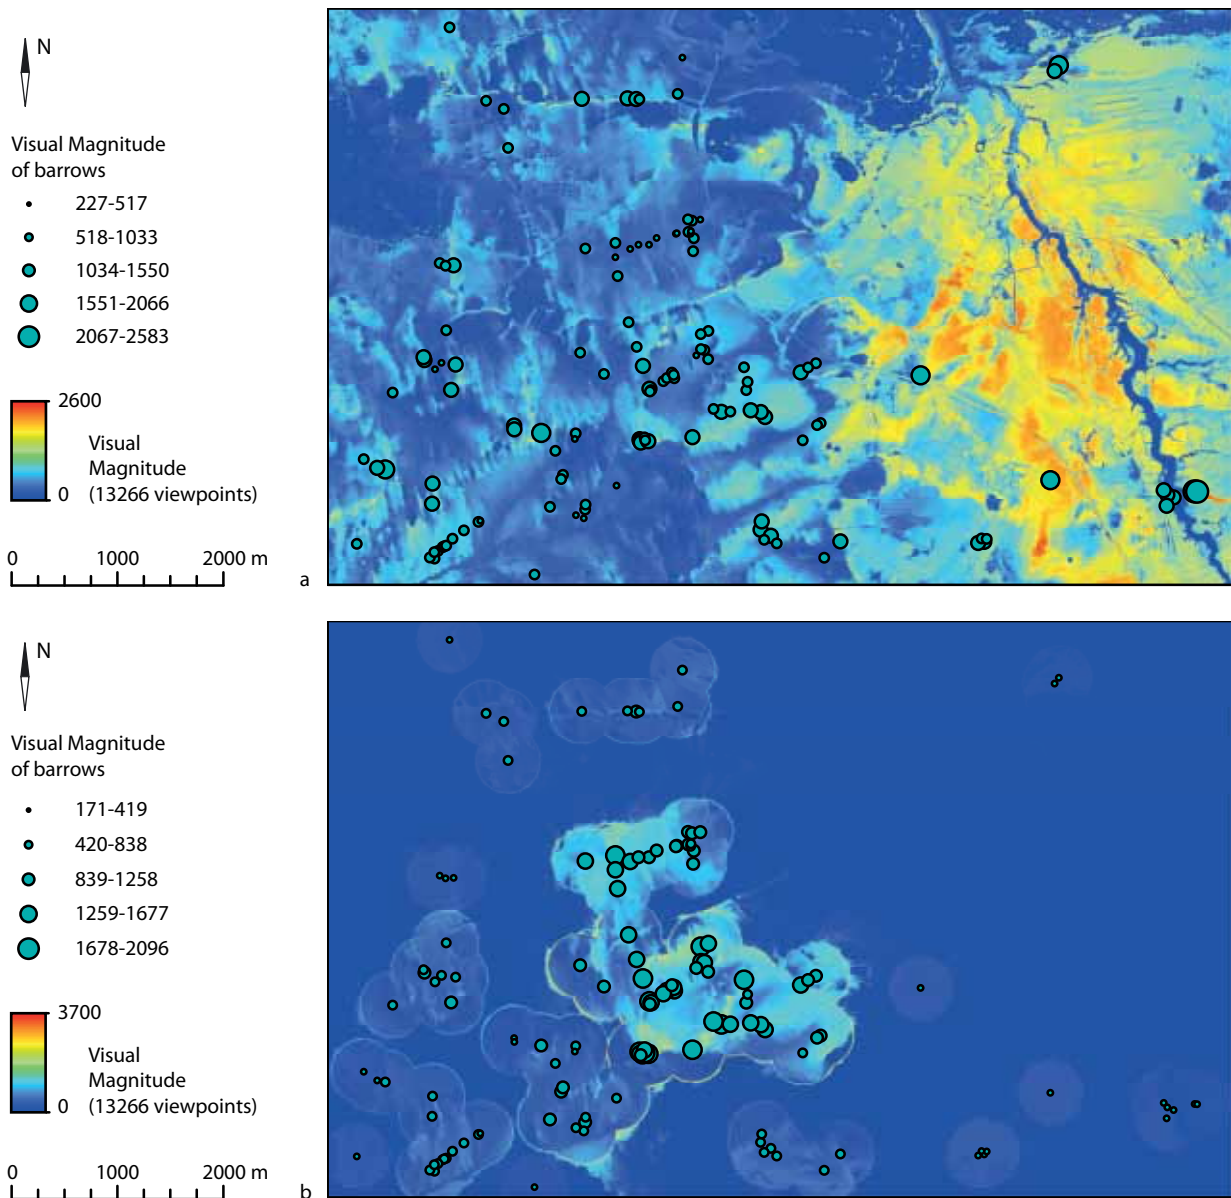 N
Visual Magnitude
of barrows
227-517
518-1033
1034-1550
1551-2066
2067-2583
2600
Visual
Magnitude
0 (13266 viewpoints)
0 1000 2000 m
a
N
Visual Magnitude
of barrows
171-419
420-838
839-1258
1259-1677
1678-2096
3700
Visual
Magnitude
0 (13266 viewpoints)
0 1000 2000 m
b